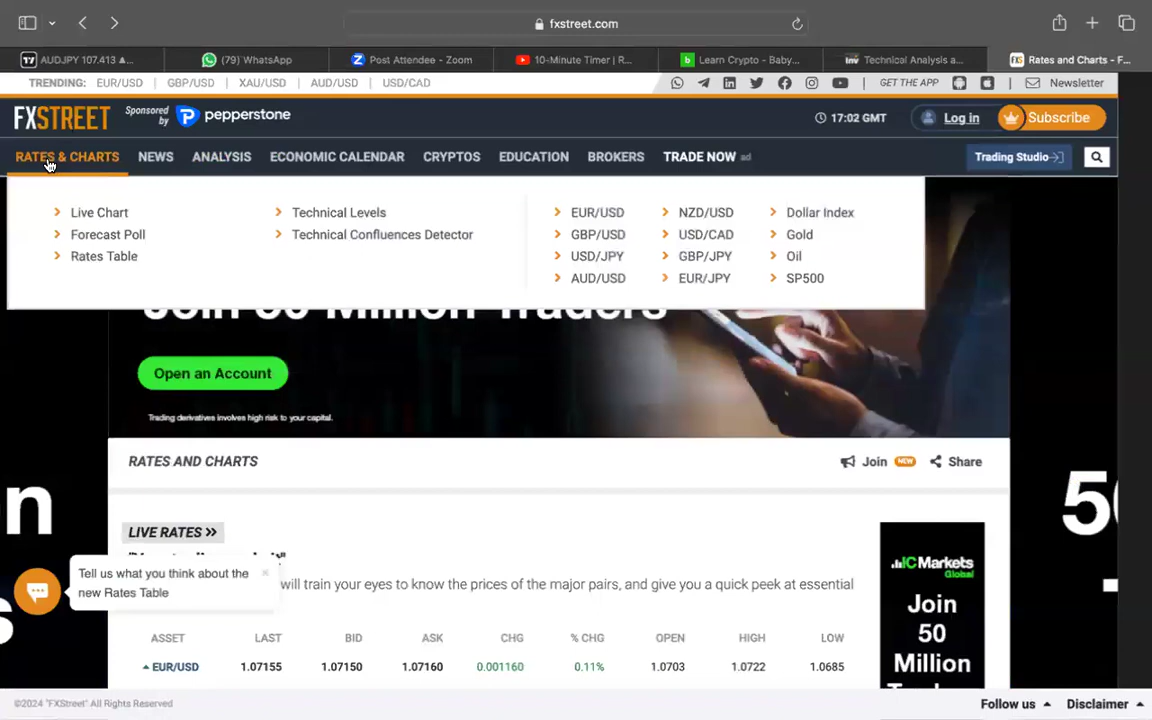 fxstreet.com
AUDJPY 107.413 ▲...
(79) WhatsApp
Post Attendee - Zoom
10-Minute Timer | R...
Learn Crypto - Baby...
Technical Analysis a...
Rates and Charts - F...
TRENDING: EUR/USD GBP/USD XAU/USD AUD/USD USD/CAD
GET THE APP
Newsletter
FXSTREET
Sponsored by
pepperstone
17:02 GMT
Log in
Subscribe
RATES & CHARTS NEWS ANALYSIS ECONOMIC CALENDAR CRYPTOS EDUCATION BROKERS TRADE NOW ad
Trading Studio
Live Chart
Forecast Poll
Rates Table
Technical Levels
Technical Confluences Detector
EUR/USD
GBP/USD
USD/JPY
AUD/USD
NZD/USD
USD/CAD
GBP/JPY
EUR/JPY
Dollar Index
Gold
Oil
SP500
Join 50 Million Traders
Open an Account
Trading derivatives involves high risk to your capital.
RATES AND CHARTS
Join NEW
Share
LIVE RATES >>
will train your eyes to know the prices of the major pairs, and give you a quick peek at essential
Tell us what you think about the
new Rates Table
ASSET LAST BID ASK CHG % CHG OPEN HIGH LOW
EUR/USD 1.07155 1.07150 1.07160 0.001160 0.11% 1.0703 1.0722 1.0685
IC Markets
Global
Join
50
Million
©2024 "FXStreet" All Rights Reserved
Follow us
Disclaimer